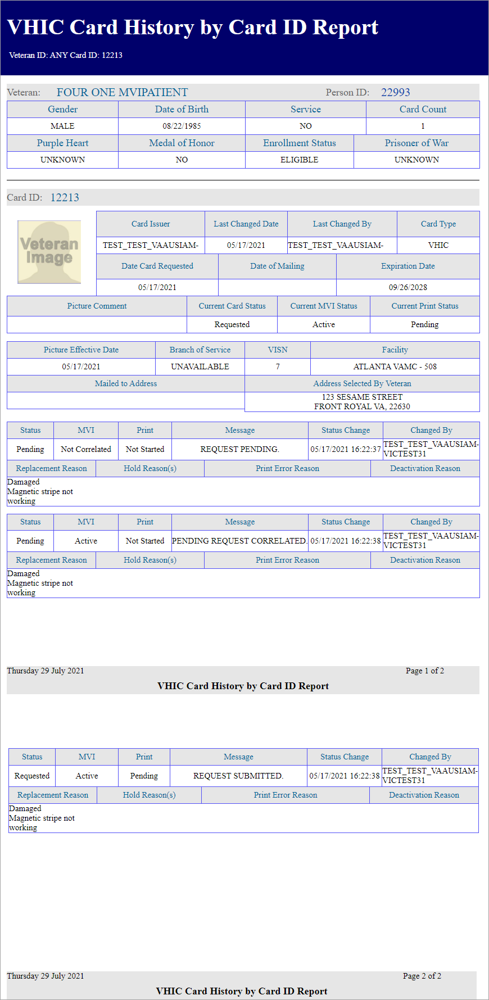 VHIC Card History by Card ID Report
Veteran ID: ANY Card ID: 12213
Veteran: FOUR ONE MVIPATIENT Person ID: 22993
Gender Date of Birth Service Card Count
MALE 08/22/1985 NO 1
Purple Heart Medal of Honor Enrollment Status Prisoner of War
UNKNOWN NO ELIGIBLE UNKNOWN
Card ID: 12213
Veteran
Image
Card Issuer Last Changed Date Last Changed By Card Type
TEST_TEST_VAAUSIAM- 05/17/2021 TEST_TEST_VAAUSIAM- VHIC
Date Card Requested Date of Mailing Expiration Date
05/17/2021 09/26/2028
Picture Comment Current Card Status Current MVI Status Current Print Status
Requested Active Pending
Picture Effective Date Branch of Service VISN Facility
05/17/2021 UNAVAILABLE 7 ATLANTA VAMC - 508
Mailed to Address Address Selected By Veteran
123 SESAME STREET
FRONT ROYAL VA, 22630
Status MVI Print Message Status Change Changed By
Pending Not Correlated Not Started REQUEST PENDING. 05/17/2021 16:22:37 TEST_TEST_VAAUSIAM-
VICTEST31
Replacement Reason Hold Reason(s) Print Error Reason Deactivation Reason
Damaged
Magnetic stripe not
working
Status MVI Print Message Status Change Changed By
Pending Active Not Started PENDING REQUEST CORRELATED. 05/17/2021 16:22:38 TEST_TEST_VAAUSIAM-
VICTEST31
Replacement Reason Hold Reason(s) Print Error Reason Deactivation Reason
Damaged
Magnetic stripe not
working
Thursday 29 July 2021 Page 1 of 2
VHIC Card History by Card ID Report
Status MVI Print Message Status Change Changed By
Requested Active Pending REQUEST SUBMITTED. 05/17/2021 16:22:38 TEST_TEST_VAAUSIAM-
VICTEST31
Replacement Reason Hold Reason(s) Print Error Reason Deactivation Reason
Damaged
Magnetic stripe not
working
Thursday 29 July 2021 Page 2 of 2
VHIC Card History by Card ID Report